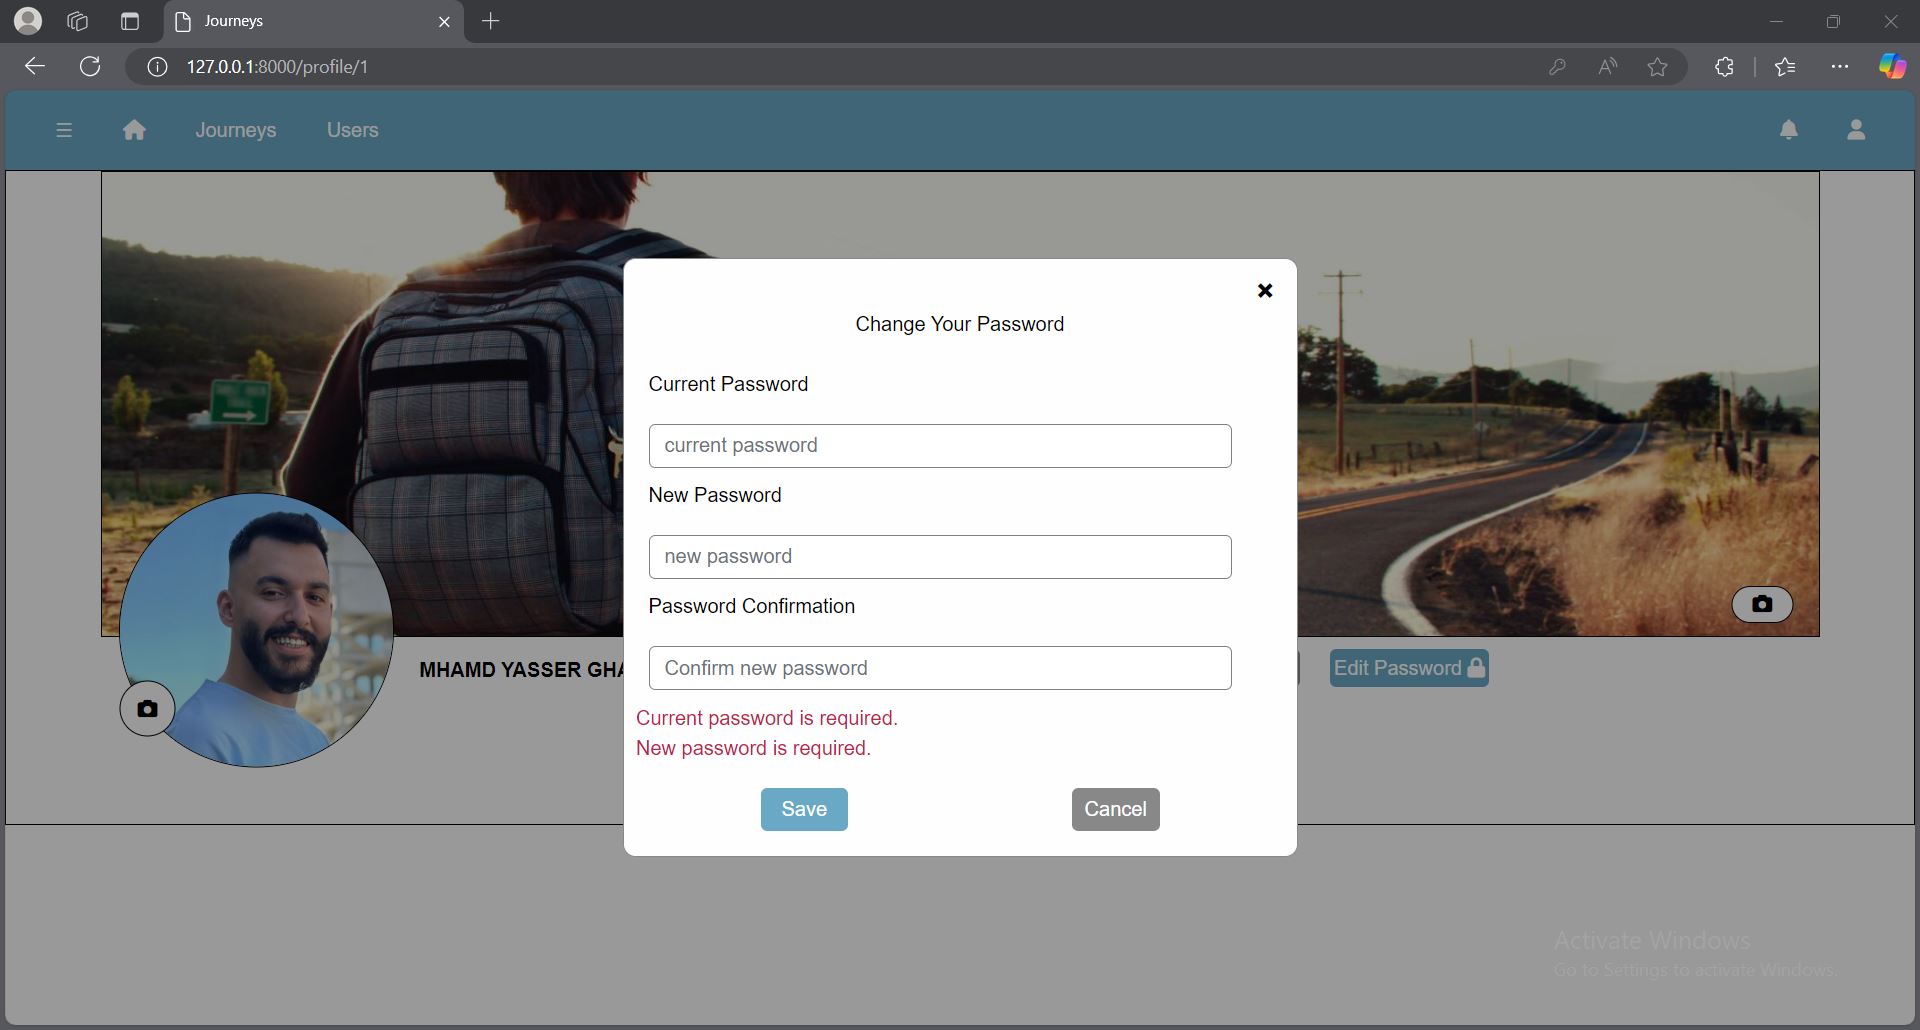 Journeys
127.0.0.1:8000/profile/1
Journeys
Users
Change Your Password
Current Password
current password
New Password
new password
Password Confirmation
Confirm new password
MHAMD YASSER
Edit Password
Current password is required.
New password is required.
Save
Cancel
Activate Windows
Go to Settings to activate Windows.